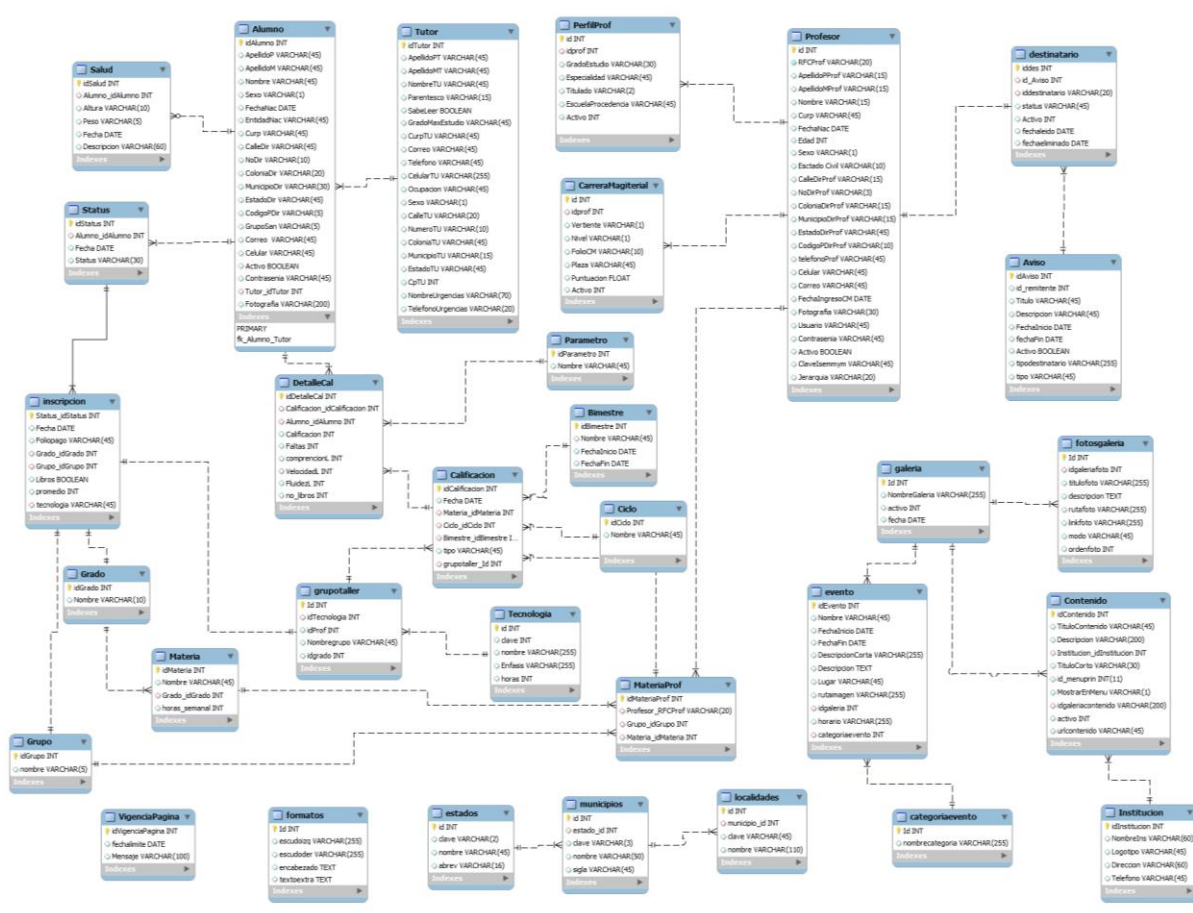 Salud
idSalud INT
Alumno_idAlumno INT
Altura VARCHAR(10)
Peso VARCHAR(5)
Fecha DATE
Descripcion VARCHAR(60)
Indexes
Alumno
idAlumno INT
ApellidoP VARCHAR(45)
ApellidoM VARCHAR(45)
Nombre VARCHAR(45)
Sexo VARCHAR(1)
FechaNac DATE
EntidadNac VARCHAR(45)
Curp VARCHAR(45)
CalleDir VARCHAR(45)
NoDir VARCHAR(10)
ColoniaDir VARCHAR(20)
MunicipioDir VARCHAR(30)
EstadoDir VARCHAR(45)
CodigoPDir VARCHAR(5)
GrupoSan VARCHAR(5)
Correo VARCHAR(45)
Celular VARCHAR(45)
Activo BOOLEAN
Contrasenia VARCHAR(45)
Tutor_idTutor INT
Fotografia VARCHAR(200)
Indexes
PRIMARY
fk_Alumno_Tutor
Tutor
idTutor INT
ApellidoPT VARCHAR(45)
ApellidoMT VARCHAR(45)
NombreTU VARCHAR(45)
Parentesco VARCHAR(15)
SabeLeer BOOLEAN
GradoMaxEstudio VARCHAR(45)
CurpTU VARCHAR(45)
Correo VARCHAR(45)
Telefono VARCHAR(45)
CelularTU VARCHAR(255)
Ocupacion VARCHAR(45)
Sexo VARCHAR(1)
CalleTU VARCHAR(20)
NumeroTU VARCHAR(10)
ColoniaTU VARCHAR(45)
MunicipioTU VARCHAR(15)
EstadoTU VARCHAR(45)
CpTU INT
NombreUrgencias VARCHAR(70)
TelefonoUrgencias VARCHAR(20)
Indexes
PerfilProf
id INT
idprof INT
GradoEstudio VARCHAR(30)
Especialidad VARCHAR(45)
Titulado VARCHAR(2)
EscuelaProcedencia VARCHAR(45)
Activo INT
Indexes
Profesor
id INT
RFCProf VARCHAR(20)
ApellidoPProf VARCHAR(15)
ApellidoMProf VARCHAR(15)
Nombre VARCHAR(15)
Curp VARCHAR(45)
FechaNac DATE
Edad INT
Sexo VARCHAR(1)
Esctado Civil VARCHAR(10)
CalleDirProf VARCHAR(15)
NoDirProf VARCHAR(3)
ColoniaDirProf VARCHAR(15)
MunicipioDirProf VARCHAR(15)
EstadoDirProf VARCHAR(45)
CodigoPDirProf VARCHAR(10)
telefonoProf VARCHAR(45)
Celular VARCHAR(45)
Correo VARCHAR(45)
FechaIngresoCM DATE
Fotografia VARCHAR(30)
Usuario VARCHAR(45)
Contrasenia VARCHAR(45)
Activo BOOLEAN
ClaveIsemmym VARCHAR(45)
Jerarquia VARCHAR(20)
Indexes
destinatario
iddes INT
id_Aviso INT
iddestinatario VARCHAR(20)
status VARCHAR(45)
Activo INT
fechaleido DATE
fechaeliminado DATE
Indexes
Status
idStatus INT
Alumno_idAlumno INT
Fecha DATE
Status VARCHAR(30)
Indexes
CarreraMagiterial
id INT
idprof INT
Vertiente VARCHAR(1)
Nivel VARCHAR(1)
FolioCM VARCHAR(10)
Plaza VARCHAR(45)
Puntuacion FLOAT
Activo INT
Indexes
Aviso
idAviso INT
id_remitente INT
Titulo VARCHAR(45)
Descripcion VARCHAR(45)
FechaInicio DATE
fechaFin DATE
Activo BOOLEAN
tipodestinatario VARCHAR(255)
tipo VARCHAR(45)
Indexes
inscripcion
Status_idStatus INT
Fecha DATE
Foliopago VARCHAR(45)
Grado_idGrado INT
Grupo_idGrupo INT
Libros BOOLEAN
promedio INT
tecnologia VARCHAR(45)
Indexes
DetalleCal
idDetalleCal INT
Calificacion_idCalificacion INT
Alumno_idAlumno INT
Calificacion INT
Faltas INT
comprencionL INT
VelocidadL INT
FluidezL INT
no_libros INT
Indexes
Parametro
idParametro INT
Nombre VARCHAR(45)
Indexes
Bimestre
idBimestre INT
Nombre VARCHAR(45)
FechaInicio DATE
FechaFin DATE
Indexes
Calificacion
idCalificacion INT
Fecha DATE
Materia_idMateria INT
Ciclo_idCiclo INT
Bimestre_idBimestre I...
tipo VARCHAR(45)
grupotaller_Id INT
Indexes
Ciclo
idCiclo INT
Nombre VARCHAR(45)
Indexes
galeria
Id INT
NombreGaleria VARCHAR(255)
activo INT
fecha DATE
Indexes
fotosgaleria
Id INT
idgaleriafoto INT
titulofoto VARCHAR(255)
descripcion TEXT
rutafoto VARCHAR(255)
linkfoto VARCHAR(255)
modo VARCHAR(45)
ordenfoto INT
Indexes
Grado
idGrado INT
Nombre VARCHAR(10)
Indexes
grupotaller
Id INT
idTecnologia INT
idProf INT
Nombregrupo VARCHAR(45)
idgrado INT
Indexes
Tecnologia
id INT
clave INT
nombre VARCHAR(255)
Enfasis VARCHAR(255)
horas INT
Indexes
evento
idEvento INT
Nombre VARCHAR(45)
FechaInicio DATE
FechaFin DATE
DescripcionCorta VARCHAR(255)
Descripcion TEXT
Lugar VARCHAR(45)
rutaimagen VARCHAR(255)
idgaleria INT
horario VARCHAR(255)
categoriaevento INT
Indexes
Contenido
idContenido INT
TituloContenido VARCHAR(45)
Descripcion VARCHAR(200)
Institucion_idInstitucion INT
TituloCorto VARCHAR(30)
id_menuprin INT(11)
MostrarEnMenu VARCHAR(1)
idgaleriacontenido VARCHAR(200)
activo INT
urlcontenido VARCHAR(45)
Indexes
Materia
idMateria INT
Nombre VARCHAR(45)
Grado_idGrado INT
horas_semanal INT
Indexes
MateriaProf
idMateriaProf INT
Profesor_RFCProf VARCHAR(20)
Grupo_idGrupo INT
Materia_idMateria INT
Indexes
Grupo
idGrupo INT
nombre VARCHAR(5)
Indexes
VigenciaPagina
idVigenciaPagina INT
fechalimite DATE
Mensaje VARCHAR(100)
Indexes
formatos
Id INT
escudoizq VARCHAR(255)
escudoder VARCHAR(255)
encabezado TEXT
textoextra TEXT
Indexes
estados
id INT
clave VARCHAR(2)
nombre VARCHAR(45)
abrev VARCHAR(16)
Indexes
municipios
id INT
estado_id INT
clave VARCHAR(3)
nombre VARCHAR(50)
sigla VARCHAR(45)
Indexes
localidades
id INT
municipio_id INT
clave VARCHAR(45)
nombre VARCHAR(110)
Indexes
categoriaevento
Id INT
nombrecategoria VARCHAR(255)
Indexes
Institucion
idInstitucion INT
NombreIns VARCHAR(60)
Logotipo VARCHAR(45)
Direccion VARCHAR(60)
Telefono VARCHAR(45)
Indexes